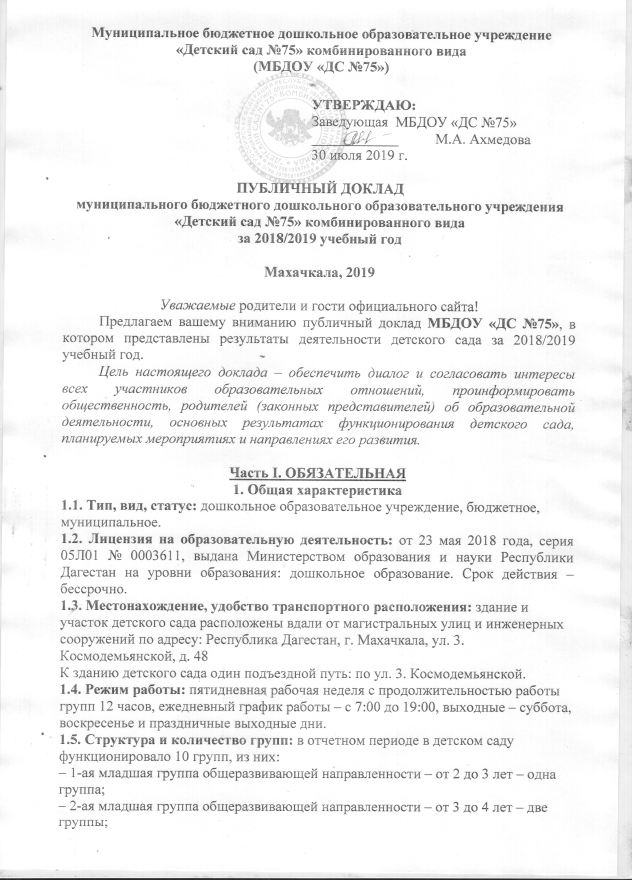 Муниципальное бюджетное дошкольное образовательное учреждение
«Детский сад №75» комбинированного вида
(МБДОУ «ДС №75»)
УТВЕРЖДАЮ:
Заведующая МБДОУ «ДС №75»
М.А. Ахмедова
30 июля 2019 г.
ПУБЛИЧНЫЙ ДОКЛАД
муниципального бюджетного дошкольного образовательного учреждения
«Детский сад №75» комбинированного вида
за 2018/2019 учебный год
Махачкала, 2019
Уважаемые родители и гости официального сайта!
Предлагаем вашему вниманию публичный доклад МБДОУ «ДС №75», в
котором представлены результаты деятельности детского сада за 2018/2019
учебный год.
Цель настоящего доклада – обеспечить диалог и согласовать интересы
всех участников образовательных отношений, проинформировать
общественность, родителей (законных представителей) об образовательной
деятельности, основных результатах функционирования детского сада,
планируемых мероприятиях и направлениях его развития.
Часть I. ОБЯЗАТЕЛЬНАЯ
1. Общая характеристика
1.1. Тип, вид, статус: дошкольное образовательное учреждение, бюджетное,
муниципальное.
1.2. Лицензия на образовательную деятельность: от 23 мая 2018 года, серия
05Л01 № 0003611, выдана Министерством образования и науки Республики
Дагестан на уровни образования: дошкольное образование. Срок действия –
бессрочно.
1.3. Местонахождение, удобство транспортного расположения: здание и
участок детского сада расположены вдали от магистральных улиц и инженерных
сооружений по адресу: Республика Дагестан, г. Махачкала, ул. З.
Космодемьянской, д. 48
К зданию детского сада один подъездной путь: по ул. З. Космодемьянской.
1.4. Режим работы: пятидневная рабочая неделя с продолжительностью работы
групп 12 часов, ежедневный график работы – с 7:00 до 19:00, выходные – суббота,
воскресенье и праздничные выходные дни.
1.5. Структура и количество групп: в отчетном периоде в детском саду
функционировало 10 групп, из них:
– 1-ая младшая группа общеразвивающей направленности – от 2 до 3 лет – одна
группа;
– 2-ая младшая группа общеразвивающей направленности – от 3 до 4 лет – две
группы;